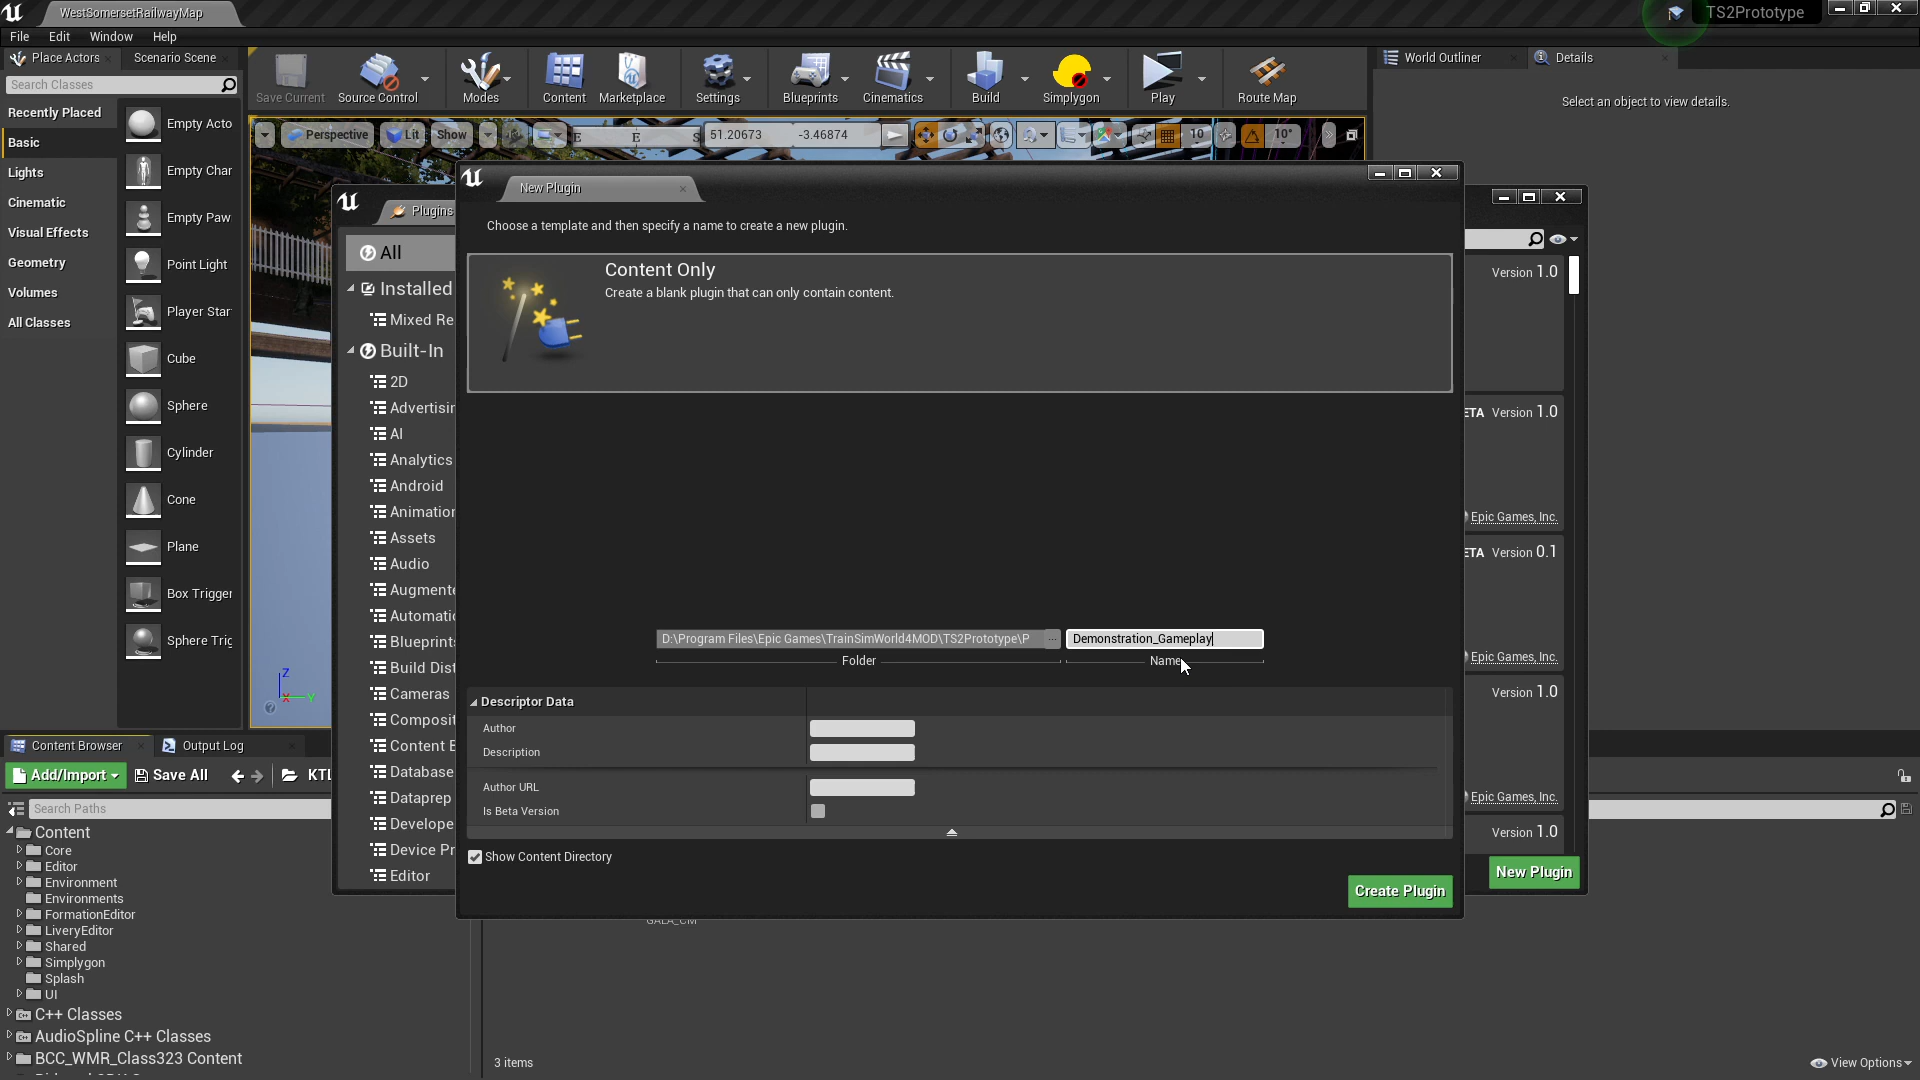 WestSomersetRailwayMap
TS2Prototype
File Edit Window Help
Place Actors
Scenario Scene
Search Classes
Recently Placed
Basic
Lights
Cinematic
Visual Effects
Geometry
Volumes
All Classes
Empty Acto
Empty Char
Empty Paw
Point Light
Player Star
Cube
Sphere
Cylinder
Cone
Plane
Box Trigger
Sphere Trig
Save Current
Source Control
Modes
Content
Marketplace
Settings
Blueprints
Cinematics
Build
Simplygon
Play
Route Map
World Outliner
Details
Select an object to view details.
Perspective
Lit
Show
E
E
S
51.20673
-3.46874
10
10°
Plugins
All
Installed
Mixed Re
Built-In
2D
Advertisin
AI
Analytics
Android
Animation
Assets
Audio
Augmente
Automatio
Blueprints
Build Dist
Cameras
Composit
Content B
Database
Dataprep
Develope
Device Pr
Editor
New Plugin
Choose a template and then specify a name to create a new plugin.
Content Only
Create a blank plugin that can only contain content.
D:\Program Files\Epic Games\TrainSimWorld4MOD\TS2Prototype\P
...
Demonstration_Gameplay
Folder
Name
Descriptor Data
Author
Description
Author URL
Is Beta Version
Show Content Directory
Create Plugin
Version 1.0
ETA Version 1.0
Epic Games, Inc.
ETA Version 0.1
Epic Games, Inc.
Version 1.0
Epic Games, Inc.
Version 1.0
New Plugin
Content Browser
Output Log
Add/Import
Save All
KTL
Search Paths
Content
Core
Editor
Environment
Environments
FormationEditor
LiveryEditor
Shared
Simplygon
Splash
UI
C++ Classes
AudioSpline C++ Classes
BCC_WMR_Class323 Content
X
Y
Z
3 items
View Options